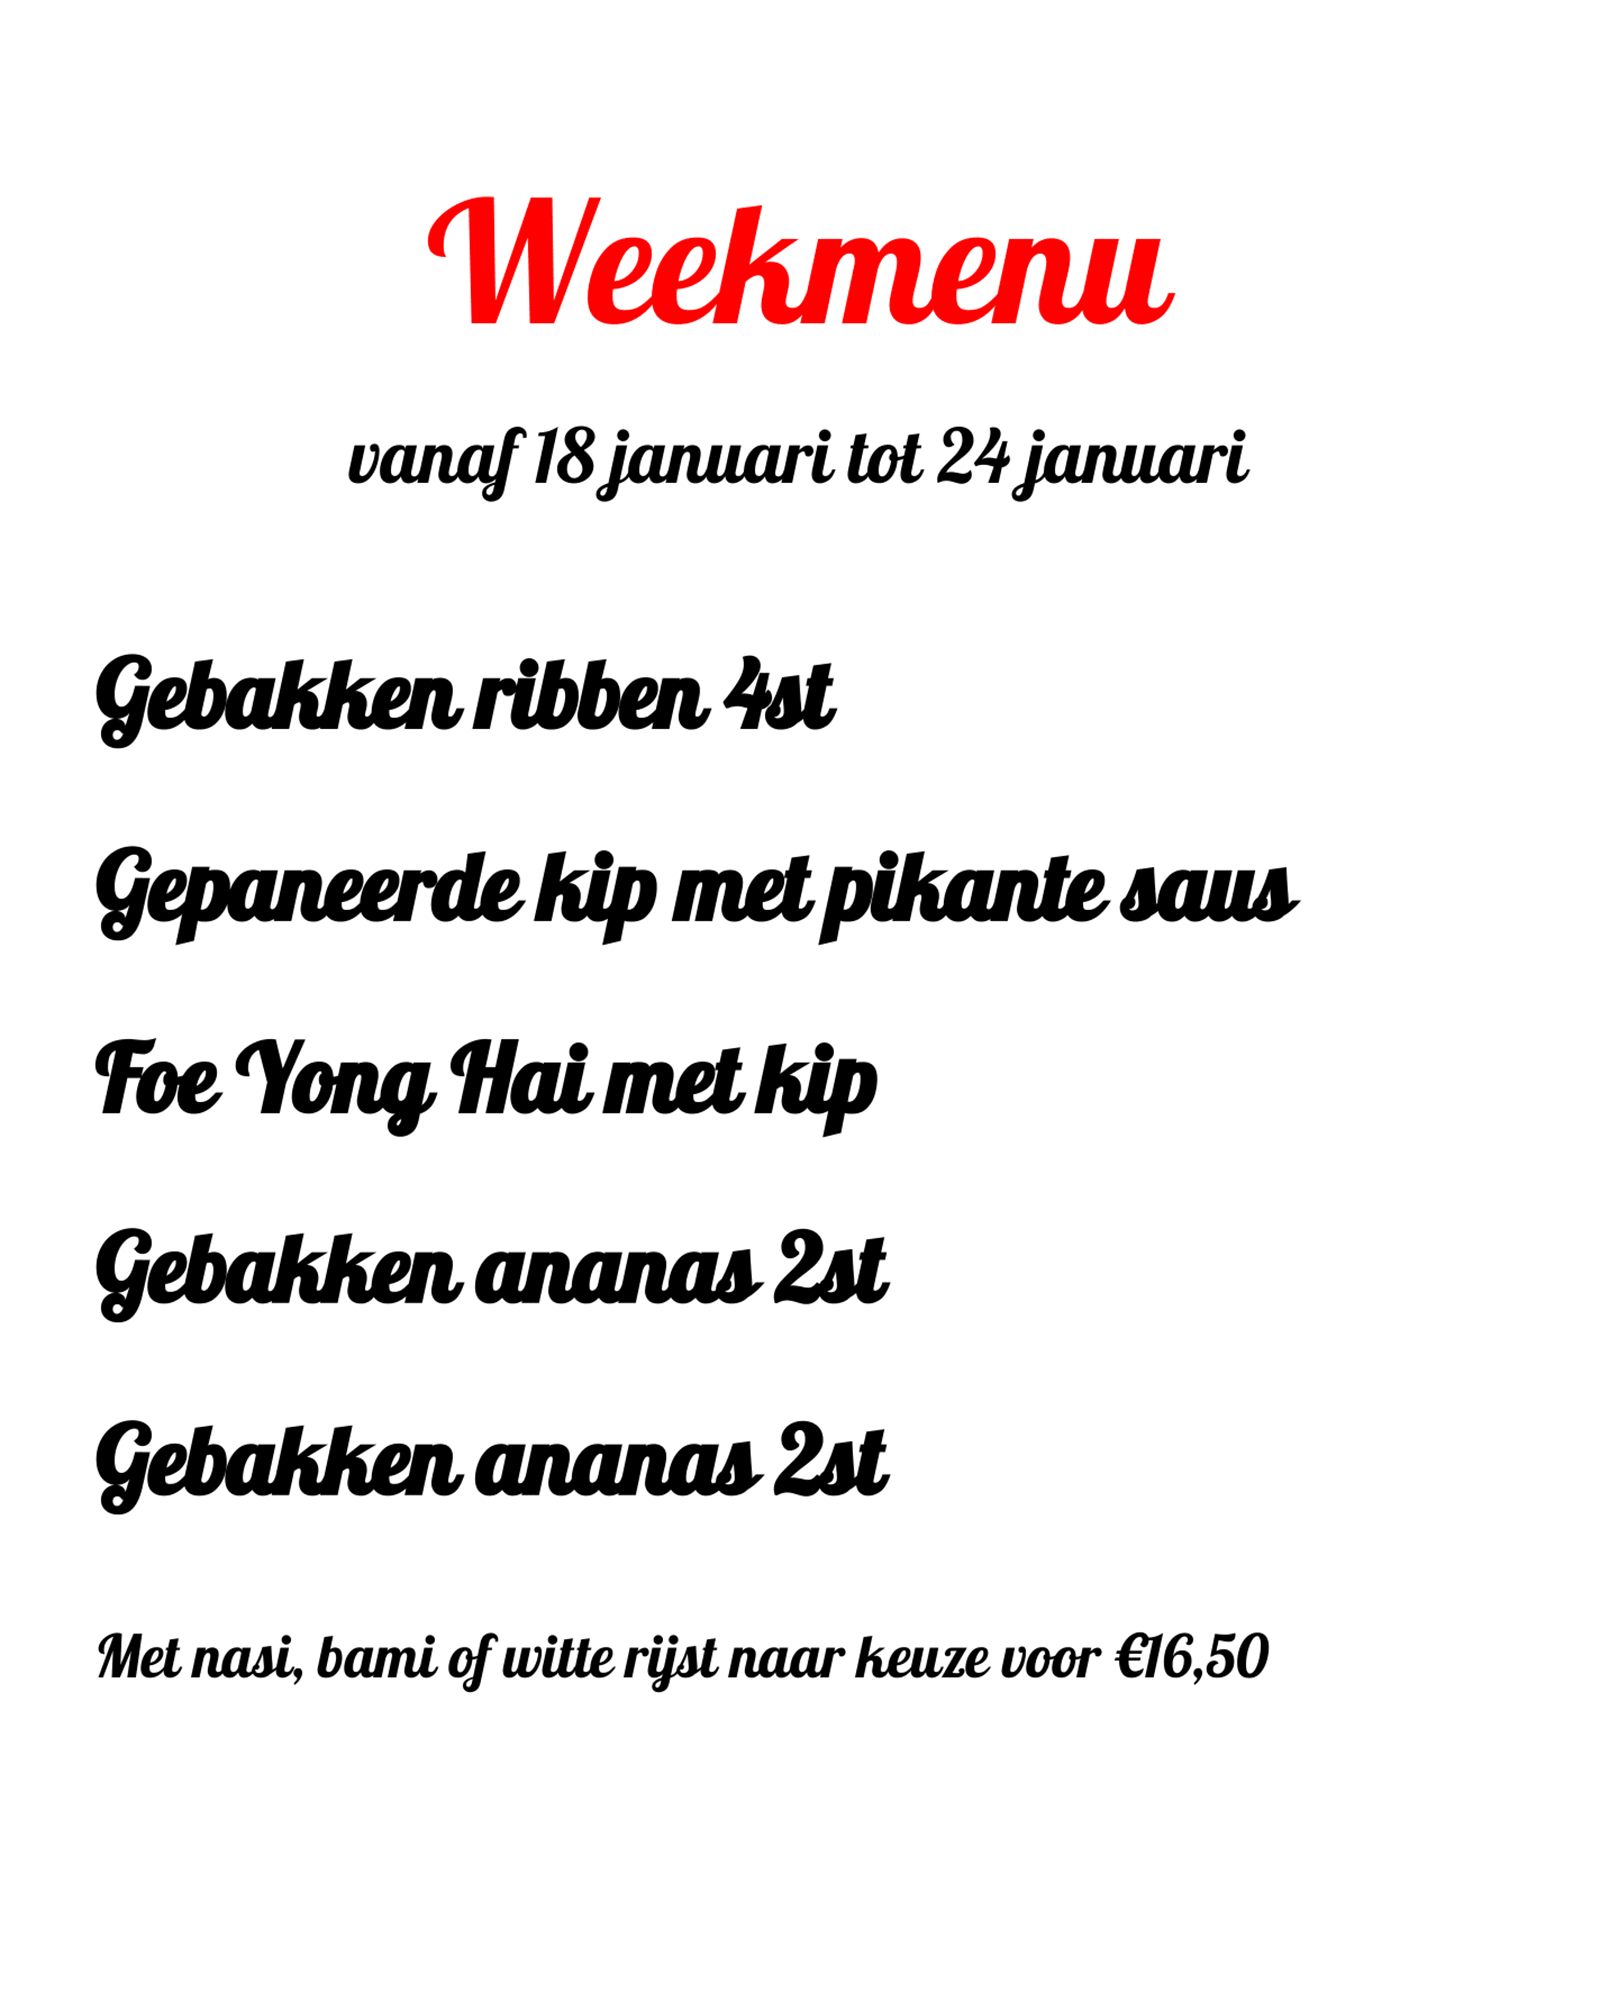 Weekmenu
vanaf 18 januari tot 24 januari
Gebakken ribben 4st
Gepaneerde kip met pikante saus
Foe Yong Hai met kip
Gebakken ananas 2st
Gebakken ananas 2st
Met nasi, bami of witte rijst naar keuze voor €16,50